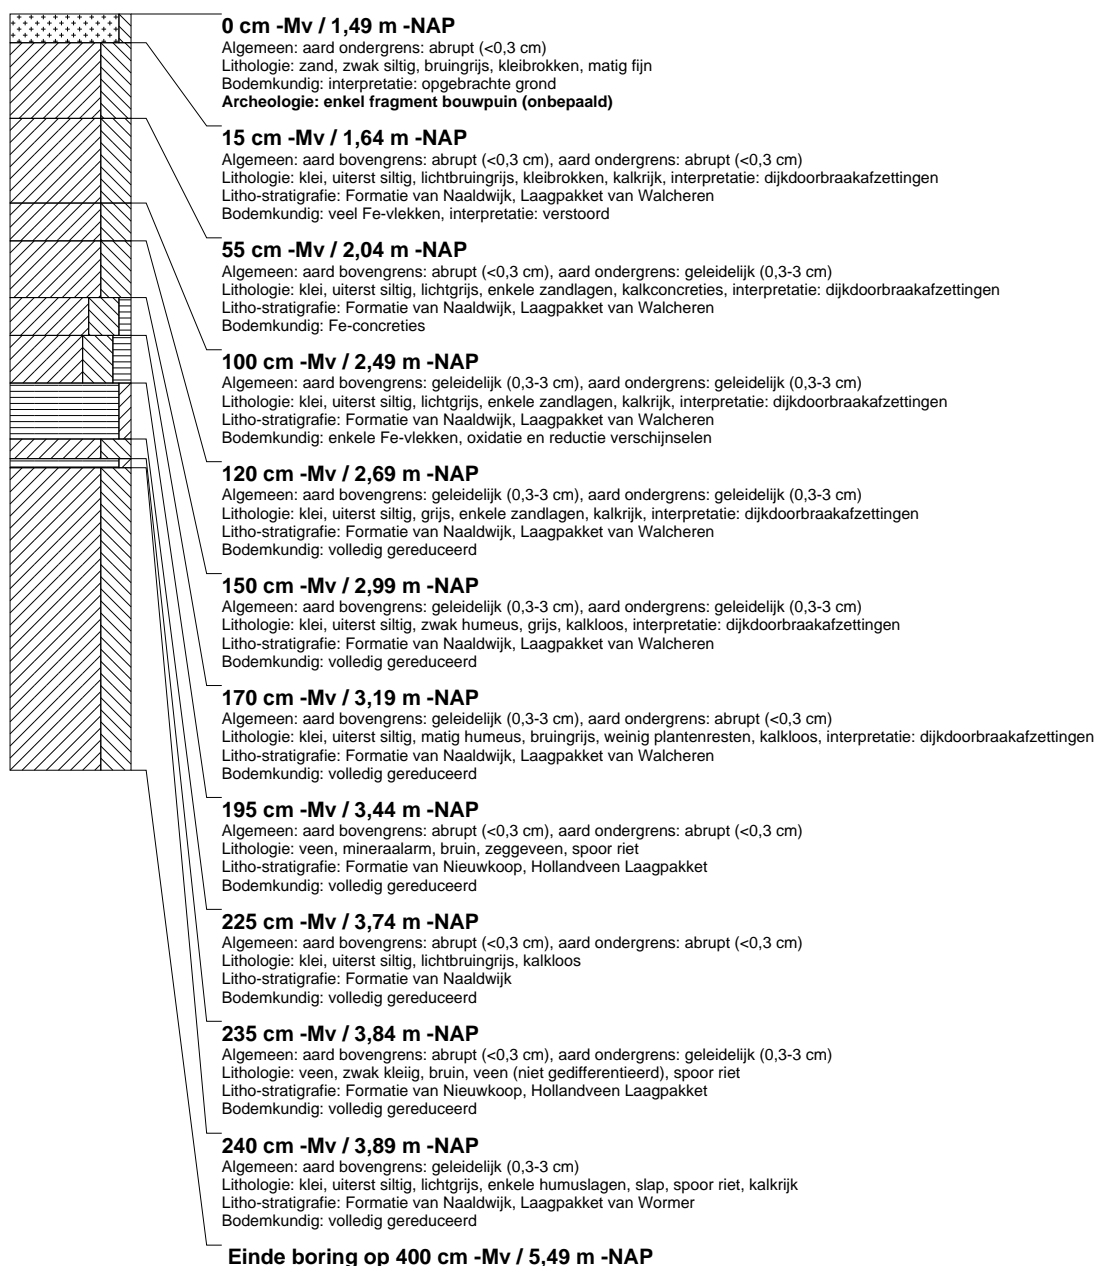 0 cm -Mv / 1,49 m -NAP
Algemeen: aard ondergrens: abrupt (<0,3 cm)
Lithologie: zand, zwak siltig, bruingrijs, kleibrokken, matig fijn
Bodemkundig: interpretatie: opgebrachte grond
Archeologie: enkel fragment bouwpuin (onbepaald)
15 cm -Mv / 1,64 m -NAP
Algemeen: aard bovengrens: abrupt (<0,3 cm), aard ondergrens: abrupt (<0,3 cm)
Lithologie: klei, uiterst siltig, lichtbruingrijs, kleibrokken, kalkrijk, interpretatie: dijkdoorbraakafzettingen
Litho-stratigrafie: Formatie van Naaldwijk, Laagpakket van Walcheren
Bodemkundig: veel Fe-vlekken, interpretatie: verstoord
55 cm -Mv / 2,04 m -NAP
Algemeen: aard bovengrens: abrupt (<0,3 cm), aard ondergrens: geleidelijk (0,3-3 cm)
Lithologie: klei, uiterst siltig, lichtgrijs, enkele zandlagen, kalkconcreties, interpretatie: dijkdoorbraakafzettingen
Litho-stratigrafie: Formatie van Naaldwijk, Laagpakket van Walcheren
Bodemkundig: Fe-concreties
100 cm -Mv / 2,49 m -NAP
Algemeen: aard bovengrens: geleidelijk (0,3-3 cm), aard ondergrens: geleidelijk (0,3-3 cm)
Lithologie: klei, uiterst siltig, lichtgrijs, enkele zandlagen, kalkrijk, interpretatie: dijkdoorbraakafzettingen
Litho-stratigrafie: Formatie van Naaldwijk, Laagpakket van Walcheren
Bodemkundig: enkele Fe-vlekken, oxidatie en reductie verschijnselen
120 cm -Mv / 2,69 m -NAP
Algemeen: aard bovengrens: geleidelijk (0,3-3 cm), aard ondergrens: geleidelijk (0,3-3 cm)
Lithologie: klei, uiterst siltig, grijs, enkele zandlagen, kalkrijk, interpretatie: dijkdoorbraakafzettingen
Litho-stratigrafie: Formatie van Naaldwijk, Laagpakket van Walcheren
Bodemkundig: volledig gereduceerd
150 cm -Mv / 2,99 m -NAP
Algemeen: aard bovengrens: geleidelijk (0,3-3 cm), aard ondergrens: geleidelijk (0,3-3 cm)
Lithologie: klei, uiterst siltig, zwak humeus, grijs, kalkloos, interpretatie: dijkdoorbraakafzettingen
Litho-stratigrafie: Formatie van Naaldwijk, Laagpakket van Walcheren
Bodemkundig: volledig gereduceerd
170 cm -Mv / 3,19 m -NAP
Algemeen: aard bovengrens: geleidelijk (0,3-3 cm), aard ondergrens: abrupt (<0,3 cm)
Lithologie: klei, uiterst siltig, matig humeus, bruingrijs, weinig plantenresten, kalkloos, interpretatie: dijkdoorbraakafzettingen
Litho-stratigrafie: Formatie van Naaldwijk, Laagpakket van Walcheren
Bodemkundig: volledig gereduceerd
195 cm -Mv / 3,44 m -NAP
Algemeen: aard bovengrens: abrupt (<0,3 cm), aard ondergrens: abrupt (<0,3 cm)
Lithologie: veen, mineraalarm, bruin, zeggeveen, spoor riet
Litho-stratigrafie: Formatie van Nieuwkoop, Hollandveen Laagpakket
Bodemkundig: volledig gereduceerd
225 cm -Mv / 3,74 m -NAP
Algemeen: aard bovengrens: abrupt (<0,3 cm), aard ondergrens: abrupt (<0,3 cm)
Lithologie: klei, uiterst siltig, lichtbruingrijs, kalkloos
Litho-stratigrafie: Formatie van Naaldwijk
Bodemkundig: volledig gereduceerd
235 cm -Mv / 3,84 m -NAP
Algemeen: aard bovengrens: abrupt (<0,3 cm), aard ondergrens: geleidelijk (0,3-3 cm)
Lithologie: veen, zwak kleiig, bruin, veen (niet gedifferentieerd), spoor riet
Litho-stratigrafie: Formatie van Nieuwkoop, Hollandveen Laagpakket
Bodemkundig: volledig gereduceerd
240 cm -Mv / 3,89 m -NAP
Algemeen: aard bovengrens: geleidelijk (0,3-3 cm)
Lithologie: klei, uiterst siltig, lichtgrijs, enkele humuslagen, slap, spoor riet, kalkrijk
Litho-stratigrafie: Formatie van Naaldwijk, Laagpakket van Wormer
Bodemkundig: volledig gereduceerd
Einde boring op 400 cm -Mv / 5,49 m -NAP